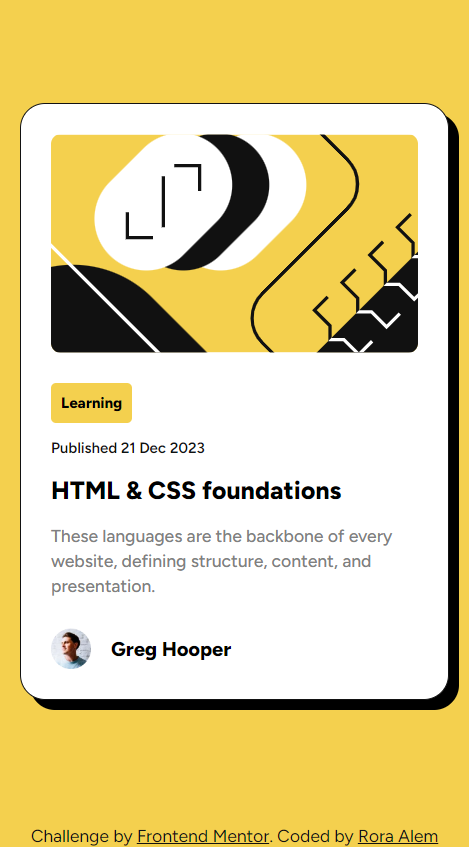 Learning
Published 21 Dec 2023
HTML & CSS foundations
These languages are the backbone of every
website, defining structure, content, and
presentation.
Greg Hooper
Challenge by Frontend Mentor. Coded by Rora Alem